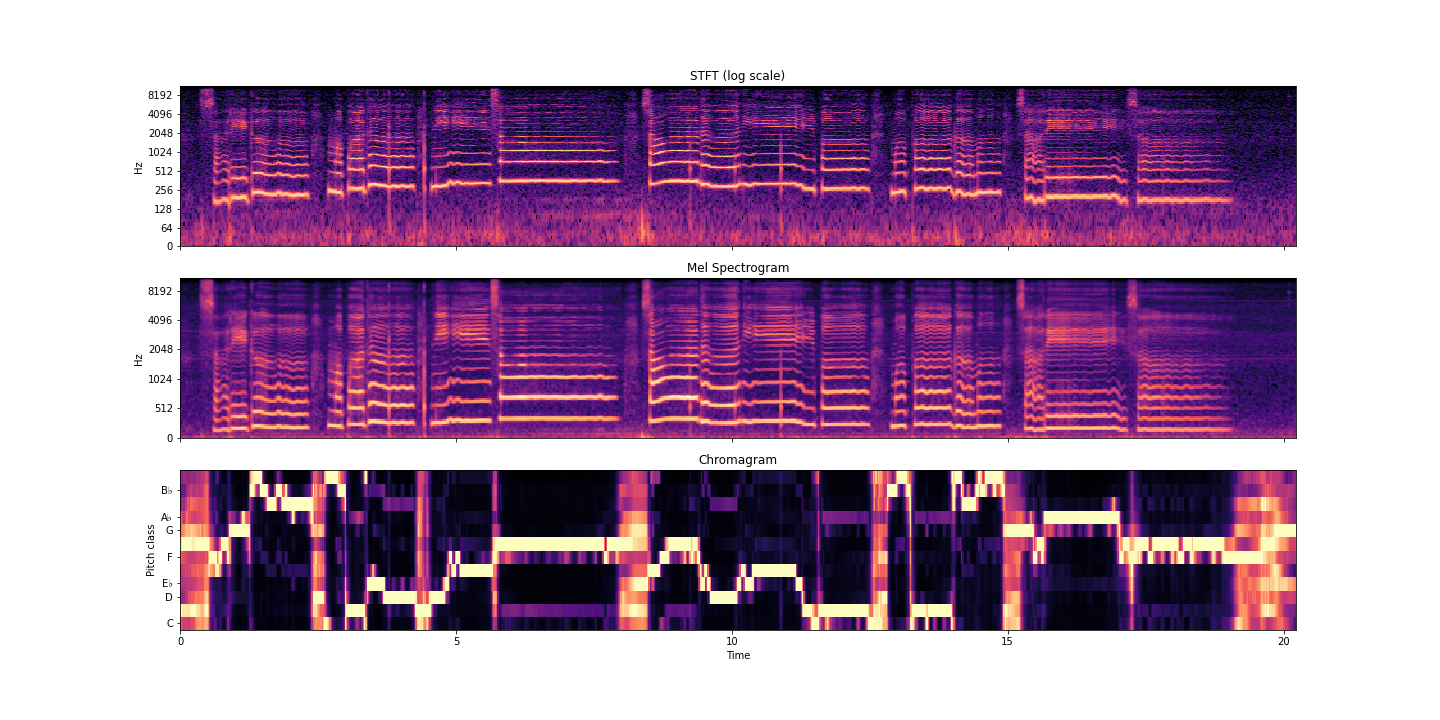 STFT (log scale)
8192
4096
2048
1024
512
256
128
64
0
Hz
Mel Spectrogram
8192
4096
2048
1024
512
0
Hz
Chromagram
B♭
A♭
G
F
E♭
D
C
Pitch class
0 5 10 15 20
Time